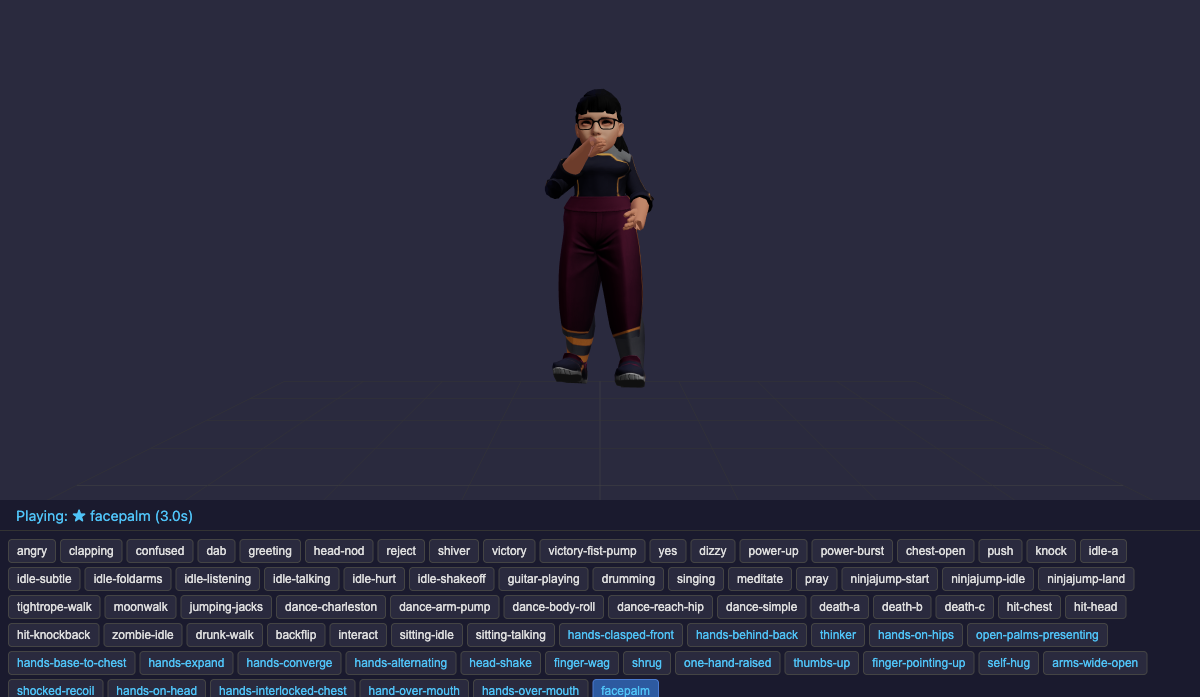 Playing: ★ facepalm (3.0s)
angry clapping confused dab greeting head-nod reject shiver victory victory-fist-pump yes dizzy power-up power-burst chest-open push knock idle-a
idle-subtle idle-foldarms idle-listening idle-talking idle-hurt idle-shakeoff guitar-playing drumming singing meditate pray ninjajump-start ninjajump-idle ninjajump-land
tightrope-walk moonwalk jumping-jacks dance-charleston dance-arm-pump dance-body-roll dance-reach-hip dance-simple death-a death-b death-c hit-chest hit-head
hit-knockback zombie-idle drunk-walk backflip interact sitting-idle sitting-talking hands-clasped-front hands-behind-back thinker hands-on-hips open-palms-presenting
hands-base-to-chest hands-expand hands-converge hands-alternating head-shake finger-wag shrug one-hand-raised thumbs-up finger-pointing-up self-hug arms-wide-open
shocked-recoil hands-on-head hands-interlocked-chest hand-over-mouth hands-over-mouth facepalm